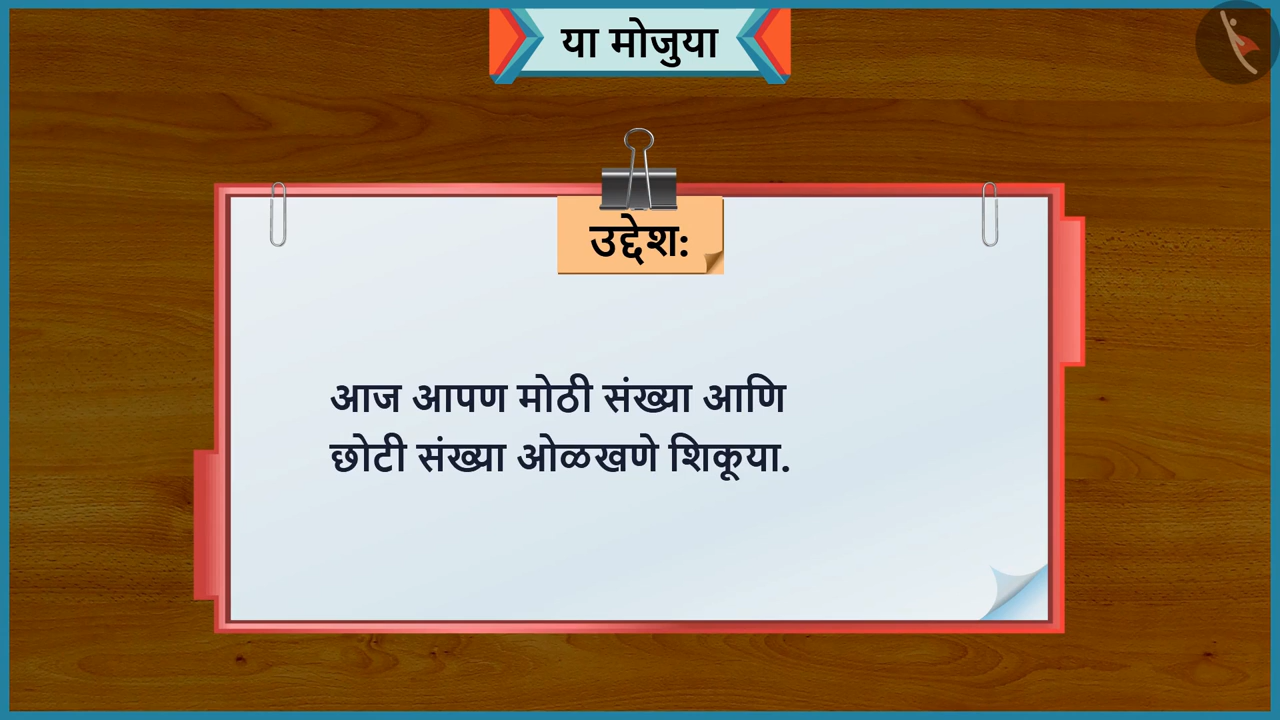 या मोजुया
उद्देश:
आज आपण मोठी संख्या आणि
छोटी संख्या ओळखणे शिकूया.